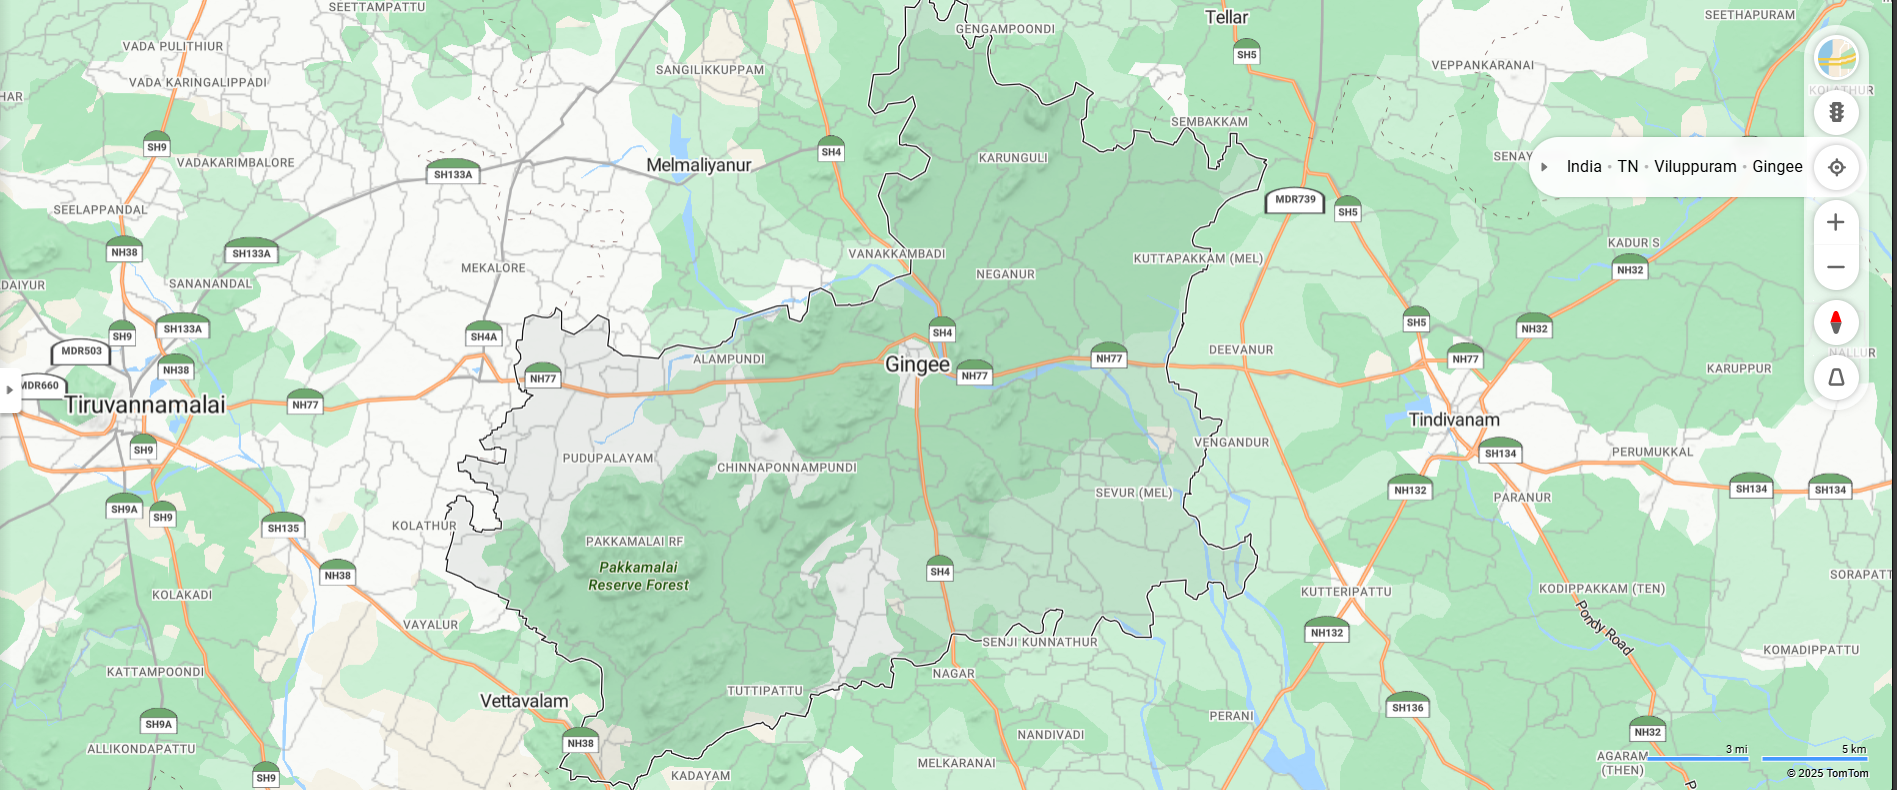 SEETTAMPATTU
GENGAMPOONDI
Tellar
SEETHAPURAM
VADA PULITHIUR
SH5
SANGILIKKUPPAM
VEPPANKARANAI
VADA KARINGALIPPADI
HAR
KOLATHUR
SEMBAKKAM
SH9
SH4
VADAKARIMBALORE
Melmaliyanur
KARUNGULI
SENAY
India • TN • Viluppuram • Gingee
SH133A
MDR739
SEELAPPANDAL
SH5
NH38
SH133A
VANAKKAMBADI
KUTTAPAKKAM (MEL)
KADUR S
MEKALORE
NEGANUR
NH32
DAIYUR
SANANANDAL
SH133A
SH9
SH4A
SH4
SH5
NH32
MDR503
ALAMPUNDI
DEEVANUR
NALLUR
NH38
NH77
Gingee
NH77
NH77
NH77
KARUPPUR
MDR660
Tiruvannamalai
NH77
Tindivanam
SH9
PUDUPALAYAM
CHINNAPONNAMPUNDI
VENGANDUR
SH134
PERUMUKKAL
SEVUR (MEL)
NH132
PARANUR
SH134
SH134
SH9A
SH9
SH135
KOLATHUR
PAKKAMALAI RF
Pakkamalai
Reserve Forest
NH38
SH4
SORAPATT
KOLAKADI
KUTTERIPATTU
KODIPPAKKAM (TEN)
VAYALUR
NH132
Pondy Road
SENJI KUNNATHUR
KOMADIPPATTU
KATTAMPOONDI
NAGAR
Vettavalam
TUTTIPATTU
SH136
SH9A
PERANI
NH32
ALLIKONDAPATTU
NH38
NANDIVADI
3 mi
5 km
SH9
KADAYAM
MELKARANAI
AGARAM
(THEN)
© 2025 TomTom
P